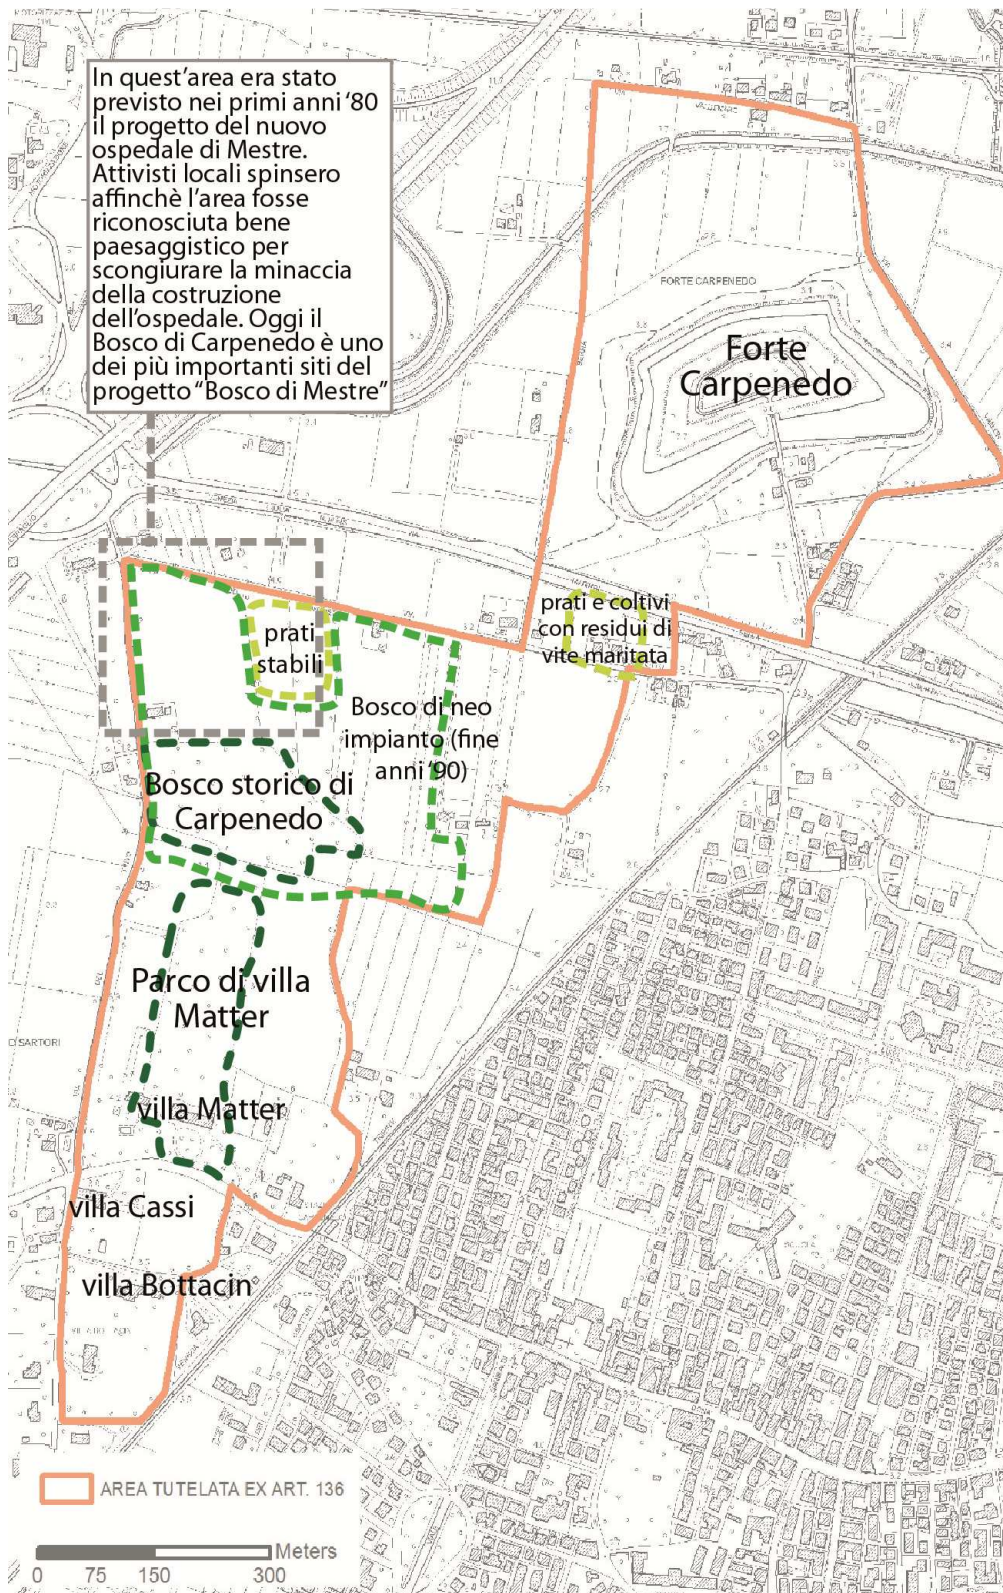 In quest'area era stato
previsto nei primi anni '80
il progetto del nuovo
ospedale di Mestre.
Attivisti locali spinsero
affinchè l'area fosse
riconosciuta bene
paesaggistico per
scongiurare la minaccia
della costruzione
dell'ospedale. Oggi il
Bosco di Carpenedo è uno
dei più importanti siti del
progetto "Bosco di Mestre"
FORTE CARPENEDO
Forte
Carpenedo
prati
stabili
prati e coltivi
con residui di
vite maritata
Bosco di neo
impianto (fine
anni '90)
Bosco storico di
Carpenedo
Parco di villa
Matter
SARTORI
villa Matter
villa Cassi
villa Bottacin
AREA TUTELATA EX ART. 136
Meters
0 75 150 300